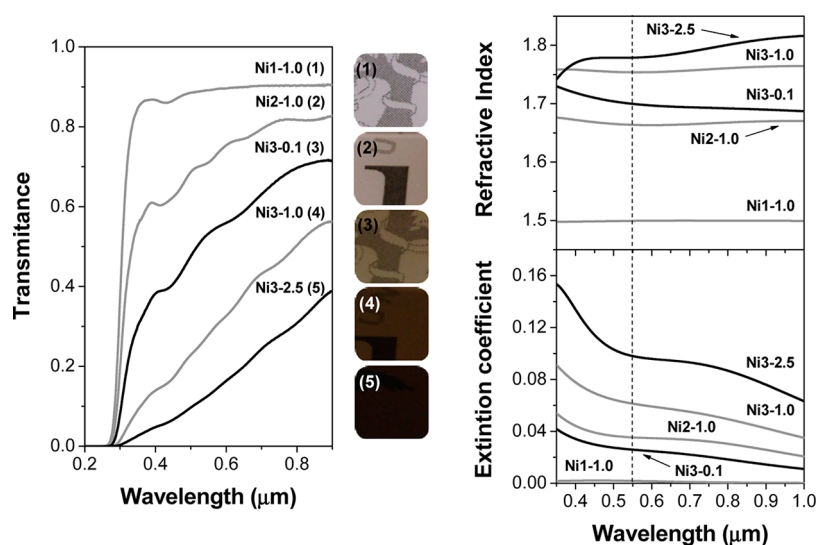 1.0
0.8
0.6
0.4
0.2
0.0
Transmitance
Ni1-1.0 (1)
Ni2-1.0 (2)
Ni3-0.1 (3)
Ni3-1.0 (4)
Ni3-2.5 (5)
0.2 0.4 0.6 0.8
Wavelength (μm)
(1)
(2)
(3)
(4)
(5)
1.8
1.7
1.6
1.5
Refractive Index
Ni3-2.5
Ni3-1.0
Ni3-0.1
Ni2-1.0
Ni1-1.0
0.16
0.12
0.08
0.04
0.00
Extintion coefficient
Ni3-2.5
Ni3-1.0
Ni2-1.0
Ni1-1.0
Ni3-0.1
0.4 0.5 0.6 0.7 0.8 0.9 1.0
Wavelength (μm)